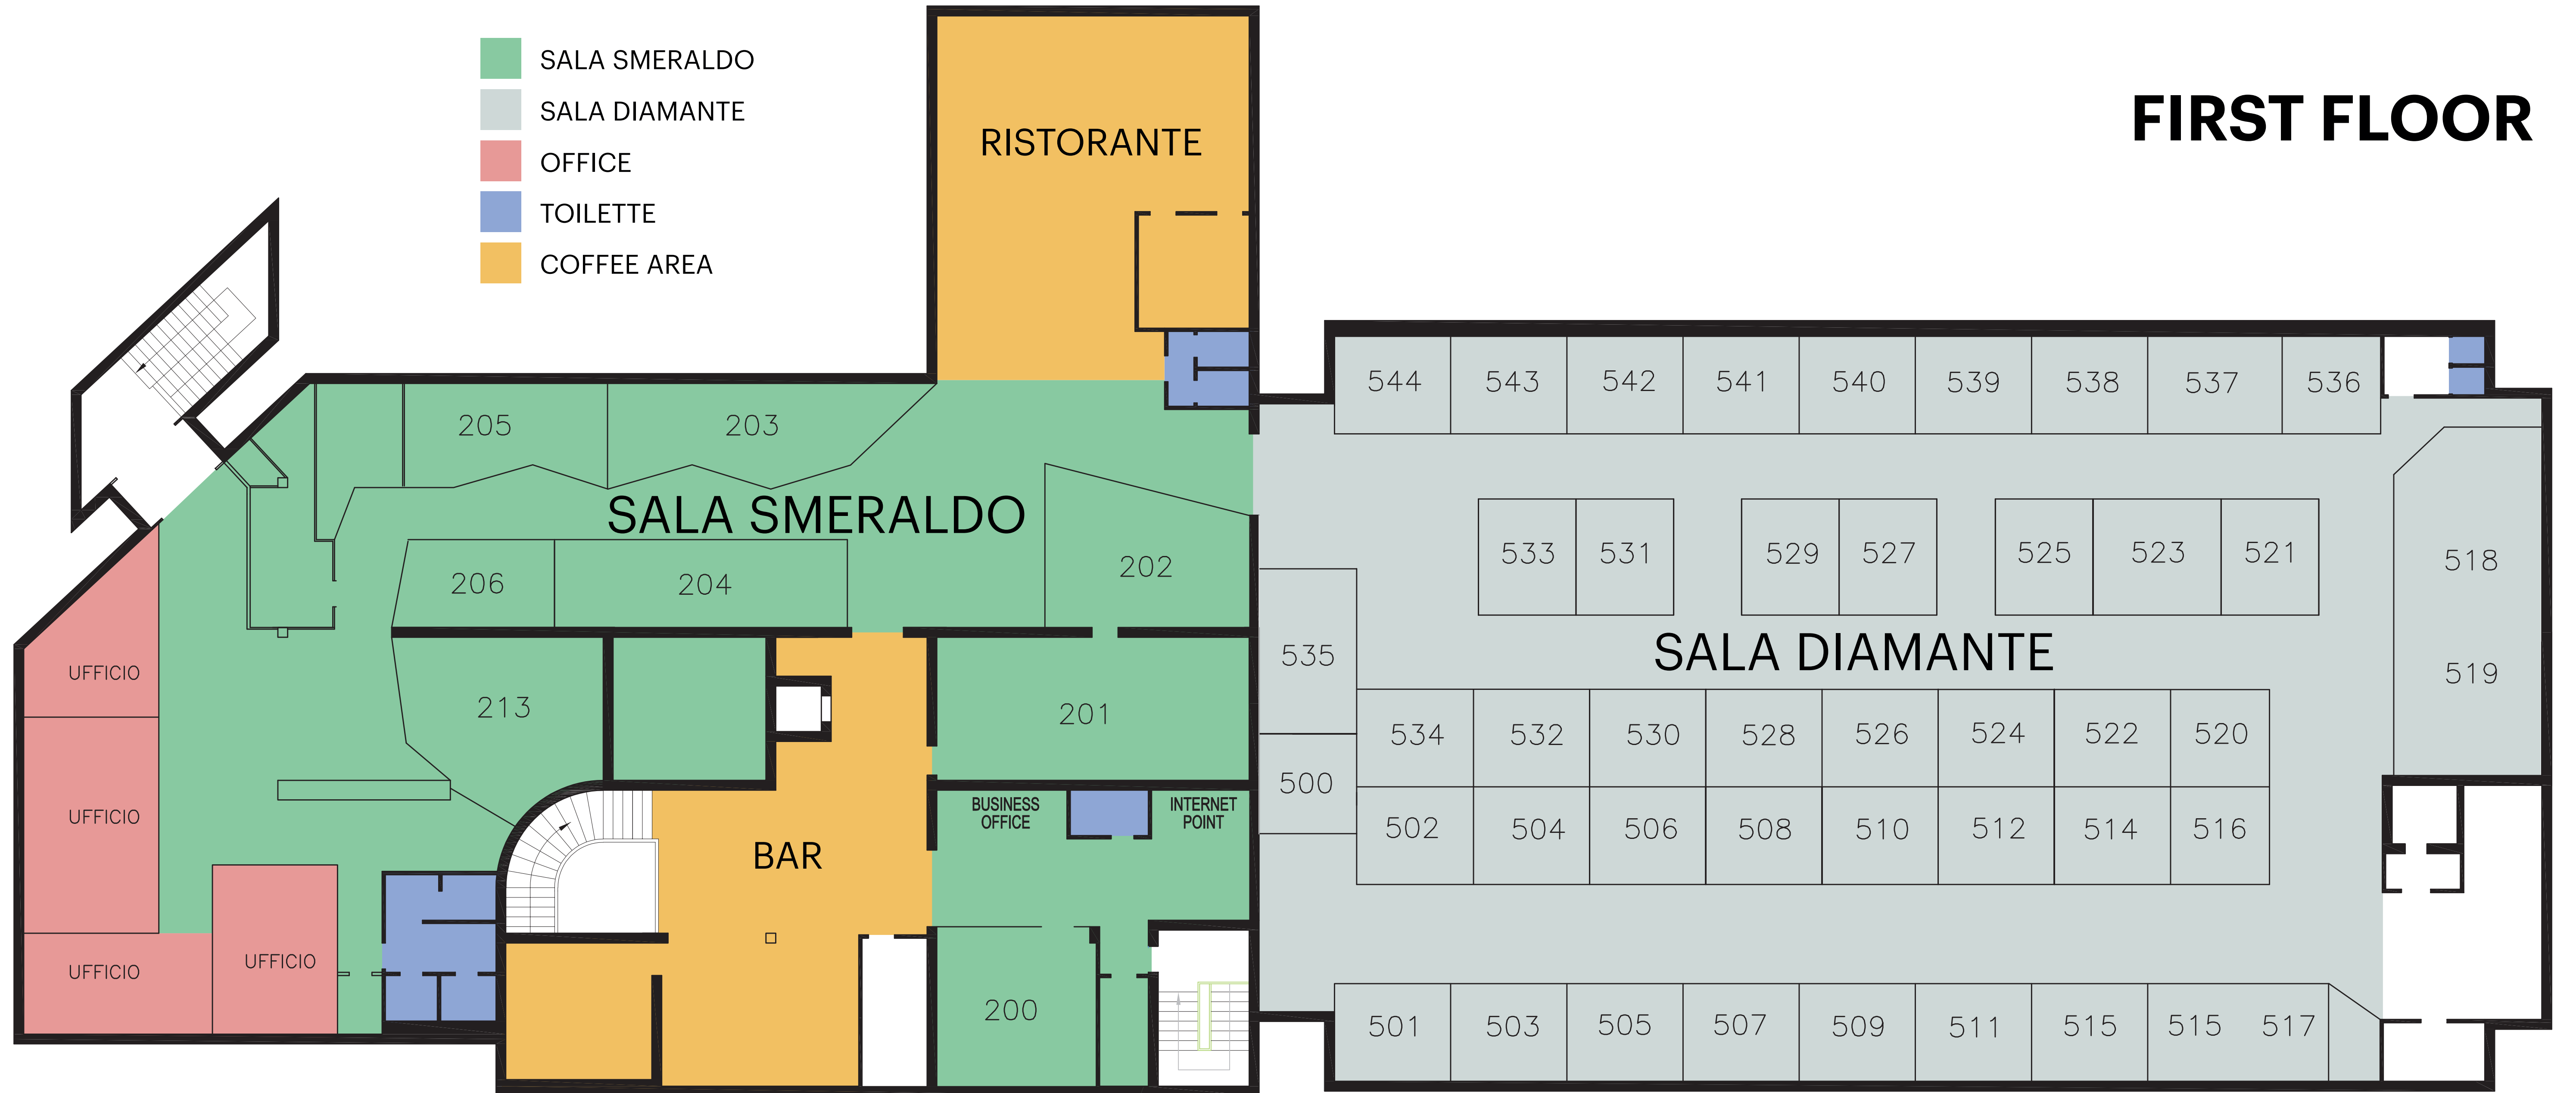 SALA SMERALDO
SALA DIAMANTE
OFFICE
TOILETTE
COFFEE AREA
FIRST FLOOR
RISTORANTE
205
203
SALA SMERALDO
206
204
202
UFFICIO
213
201
UFFICIO
BUSINESS
OFFICE
INTERNET
POINT
BAR
UFFICIO
UFFICIO
200
544
543
542
541
540
539
538
537
536
533
531
529
527
525
523
521
518
519
SALA DIAMANTE
535
500
534
532
530
528
526
524
522
520
502
504
506
508
510
512
514
516
501
503
505
507
509
511
515
515
517